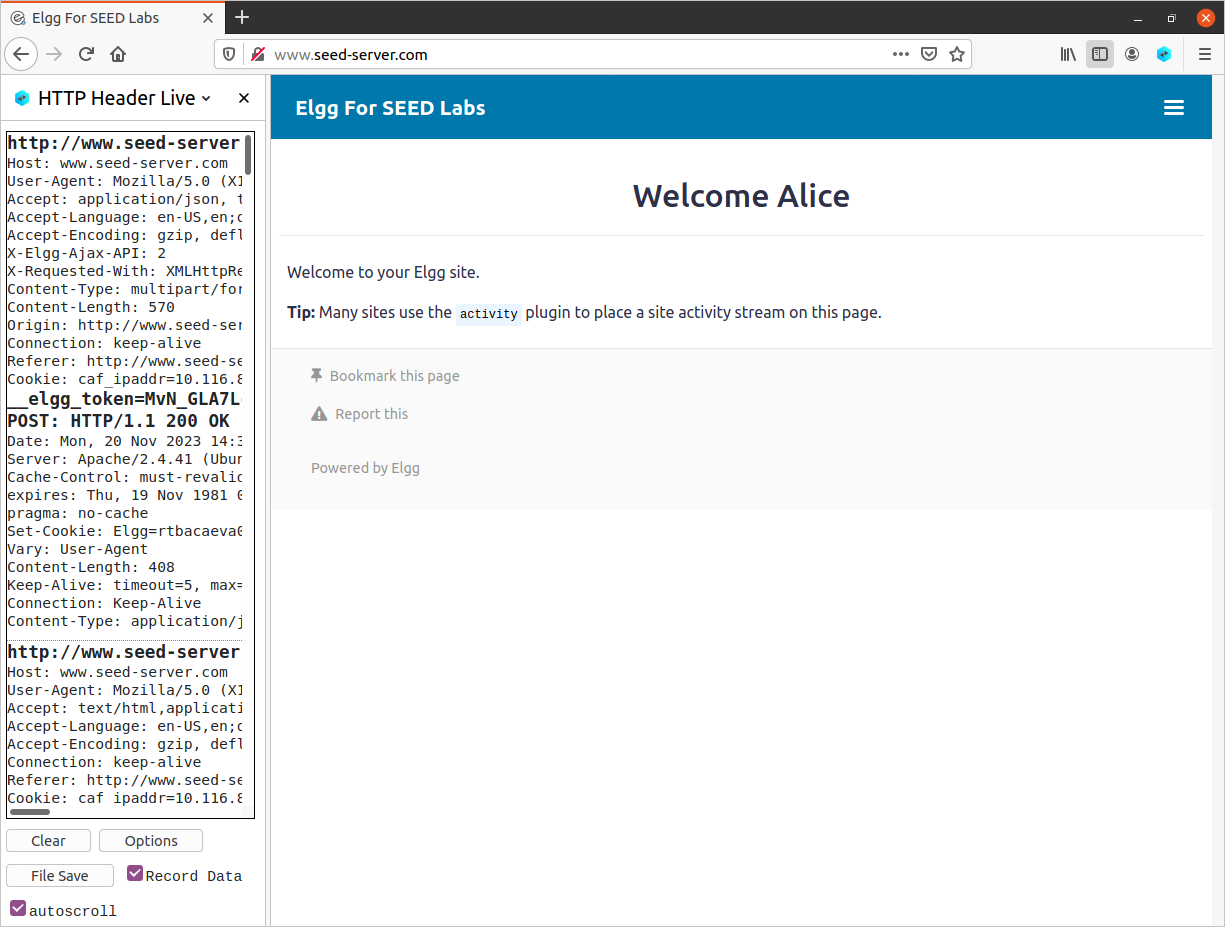 Elgg For SEED Labs
www.seed-server.com
HTTP Header Live
http://www.seed-server
Host: www.seed-server.com
User-Agent: Mozilla/5.0 (X1
Accept: application/json, t
Accept-Language: en-US,en;q
Accept-Encoding: gzip, defl
X-Elgg-Ajax-API: 2
X-Requested-With: XMLHttpRe
Content-Type: multipart/for
Content-Length: 570
Origin: http://www.seed-ser
Connection: keep-alive
Referer: http://www.seed-se
Cookie: caf_ipaddr=10.116.8
__elgg_token=MvN_GLA7L
POST: HTTP/1.1 200 OK
Date: Mon, 20 Nov 2023 14:3
Server: Apache/2.4.41 (Ubun
Cache-Control: must-revalid
expires: Thu, 19 Nov 1981 0
pragma: no-cache
Set-Cookie: Elgg=rtbacaeva0
Vary: User-Agent
Content-Length: 408
Keep-Alive: timeout=5, max=
Connection: Keep-Alive
Content-Type: application/j
http://www.seed-server
Host: www.seed-server.com
User-Agent: Mozilla/5.0 (X1
Accept: text/html,applicati
Accept-Language: en-US,en;q
Accept-Encoding: gzip, defl
Connection: keep-alive
Referer: http://www.seed-se
Cookie: caf_ipaddr=10.116.8
Clear Options
File Save Record Data
autoscroll
Elgg For SEED Labs
Welcome Alice
Welcome to your Elgg site.
Tip: Many sites use the activity plugin to place a site activity stream on this page.
Bookmark this page
Report this
Powered by Elgg